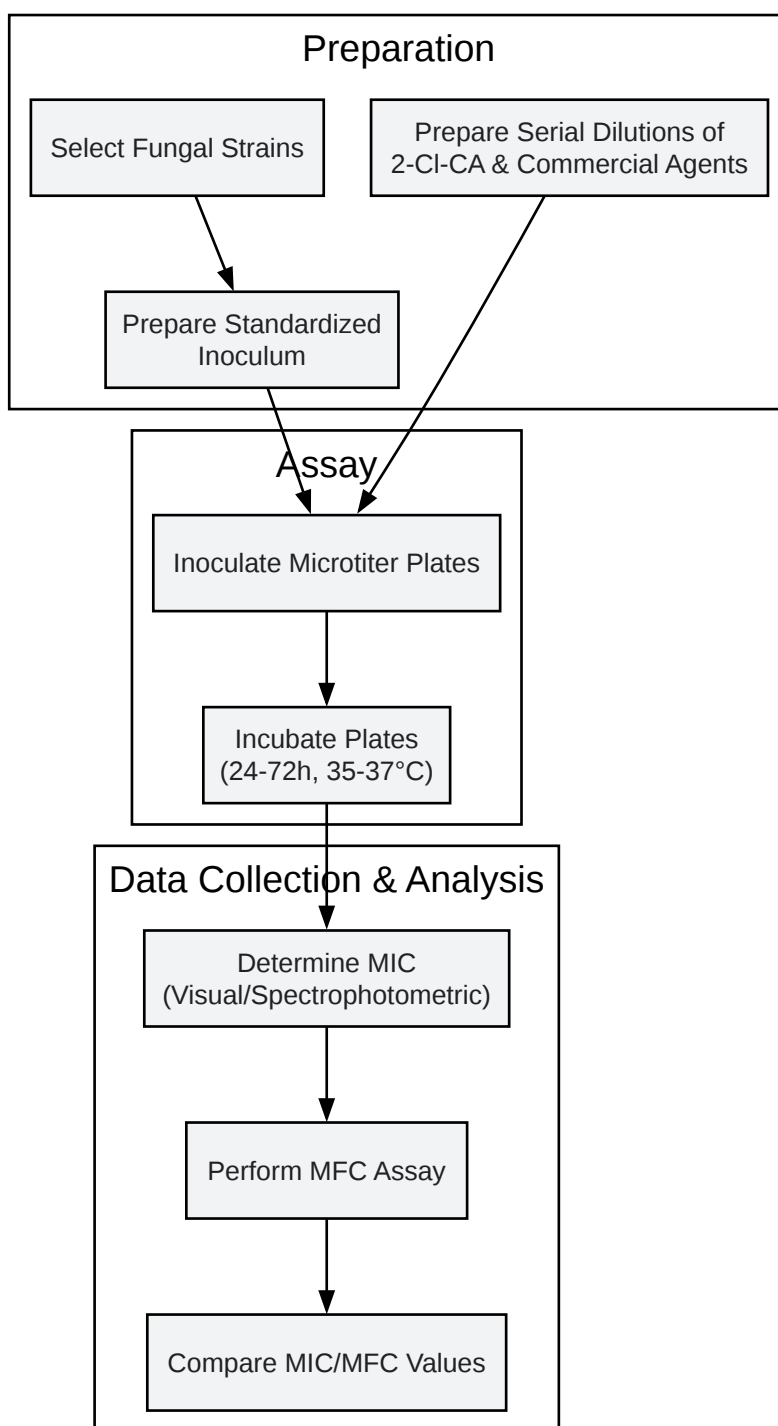 Preparation
Select Fungal Strains
Prepare Serial Dilutions of
2-Cl-CA & Commercial Agents
Prepare Standardized
Inoculum
Assay
Inoculate Microtiter Plates
Incubate Plates
(24-72h, 35-37°C)
Data Collection & Analysis
Determine MIC
(Visual/Spectrophotometric)
Perform MFC Assay
Compare MIC/MFC Values